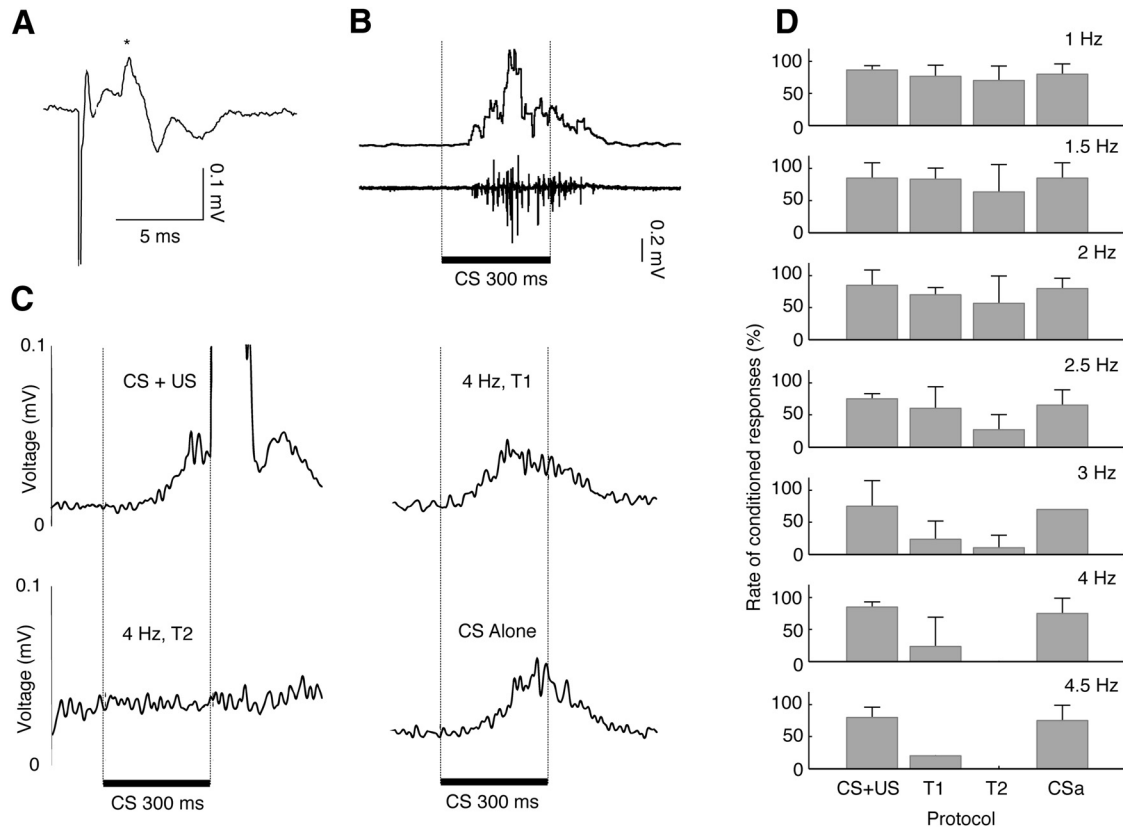 A
*
0.1 mV
5 ms
B
0.2 mV
CS 300 ms
C
0.1
Voltage (mV)
0
CS + US
4 Hz, T1
0.1
Voltage (mV)
0
4 Hz, T2
CS Alone
CS 300 ms
CS 300 ms
D
Rate of conditioned responses (%)
1 Hz
100
50
0
1.5 Hz
100
50
0
2 Hz
100
50
0
2.5 Hz
100
50
0
3 Hz
100
50
0
4 Hz
100
50
0
4.5 Hz
100
50
0
CS+US T1 T2 CSa
Protocol